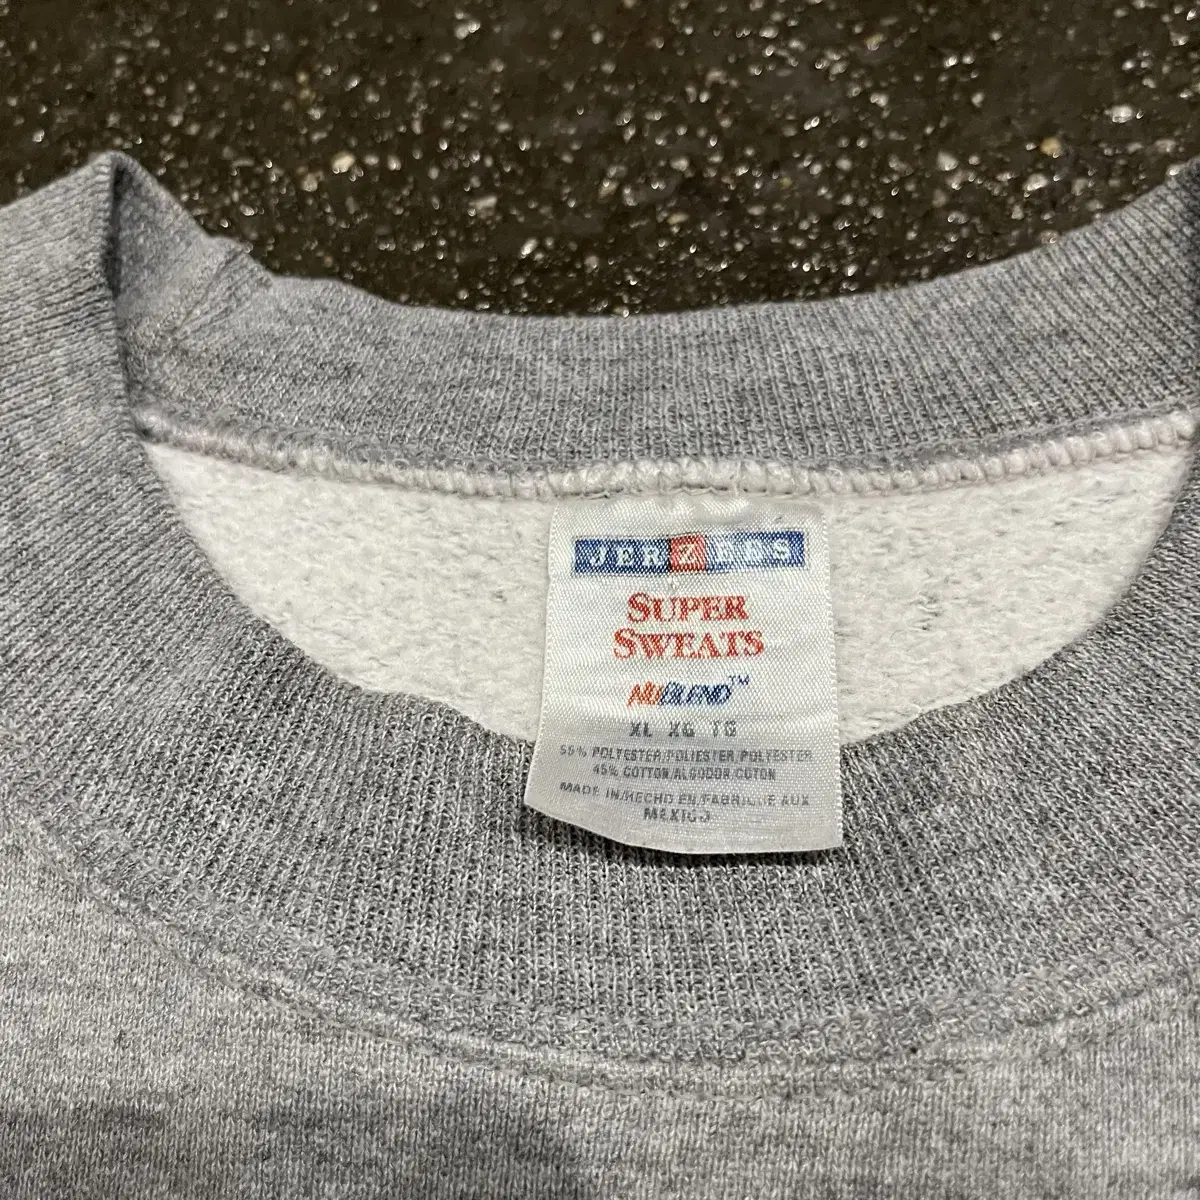 JERZEES
SUPER
SWEATS
NUBLEND™
XL XG TG
55% POLYESTER/POLIESTER/POLYESTER
45% COTTON/ALGODON/COTON
MADE IN/HECHO EN/FABRIQUE AUX
MEXICO